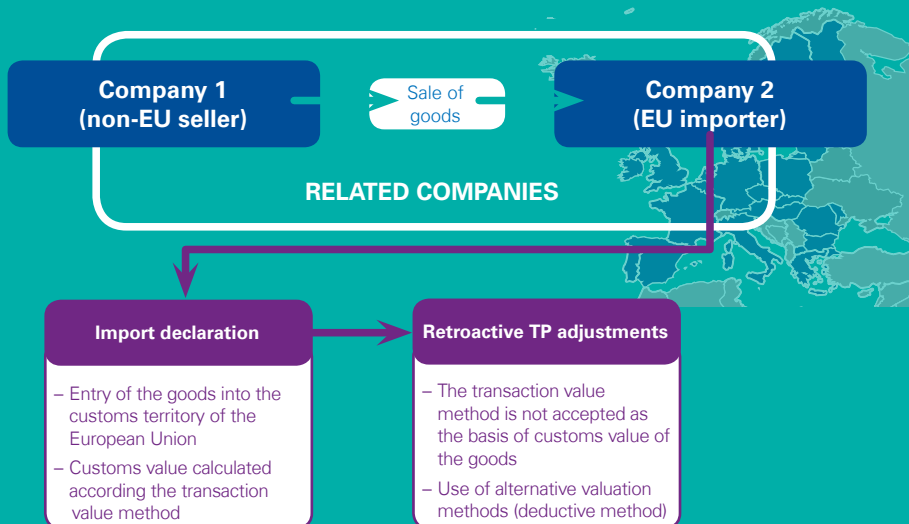 Company 1
(non-EU seller)
Sale of
goods
Company 2
(EU importer)
RELATED COMPANIES
Import declaration
– Entry of the goods into the
customs territory of the
European Union
– Customs value calculated
according the transaction
value method
Retroactive TP adjustments
– The transaction value
method is not accepted as
the basis of customs value of
the goods
– Use of alternative valuation
methods (deductive method)